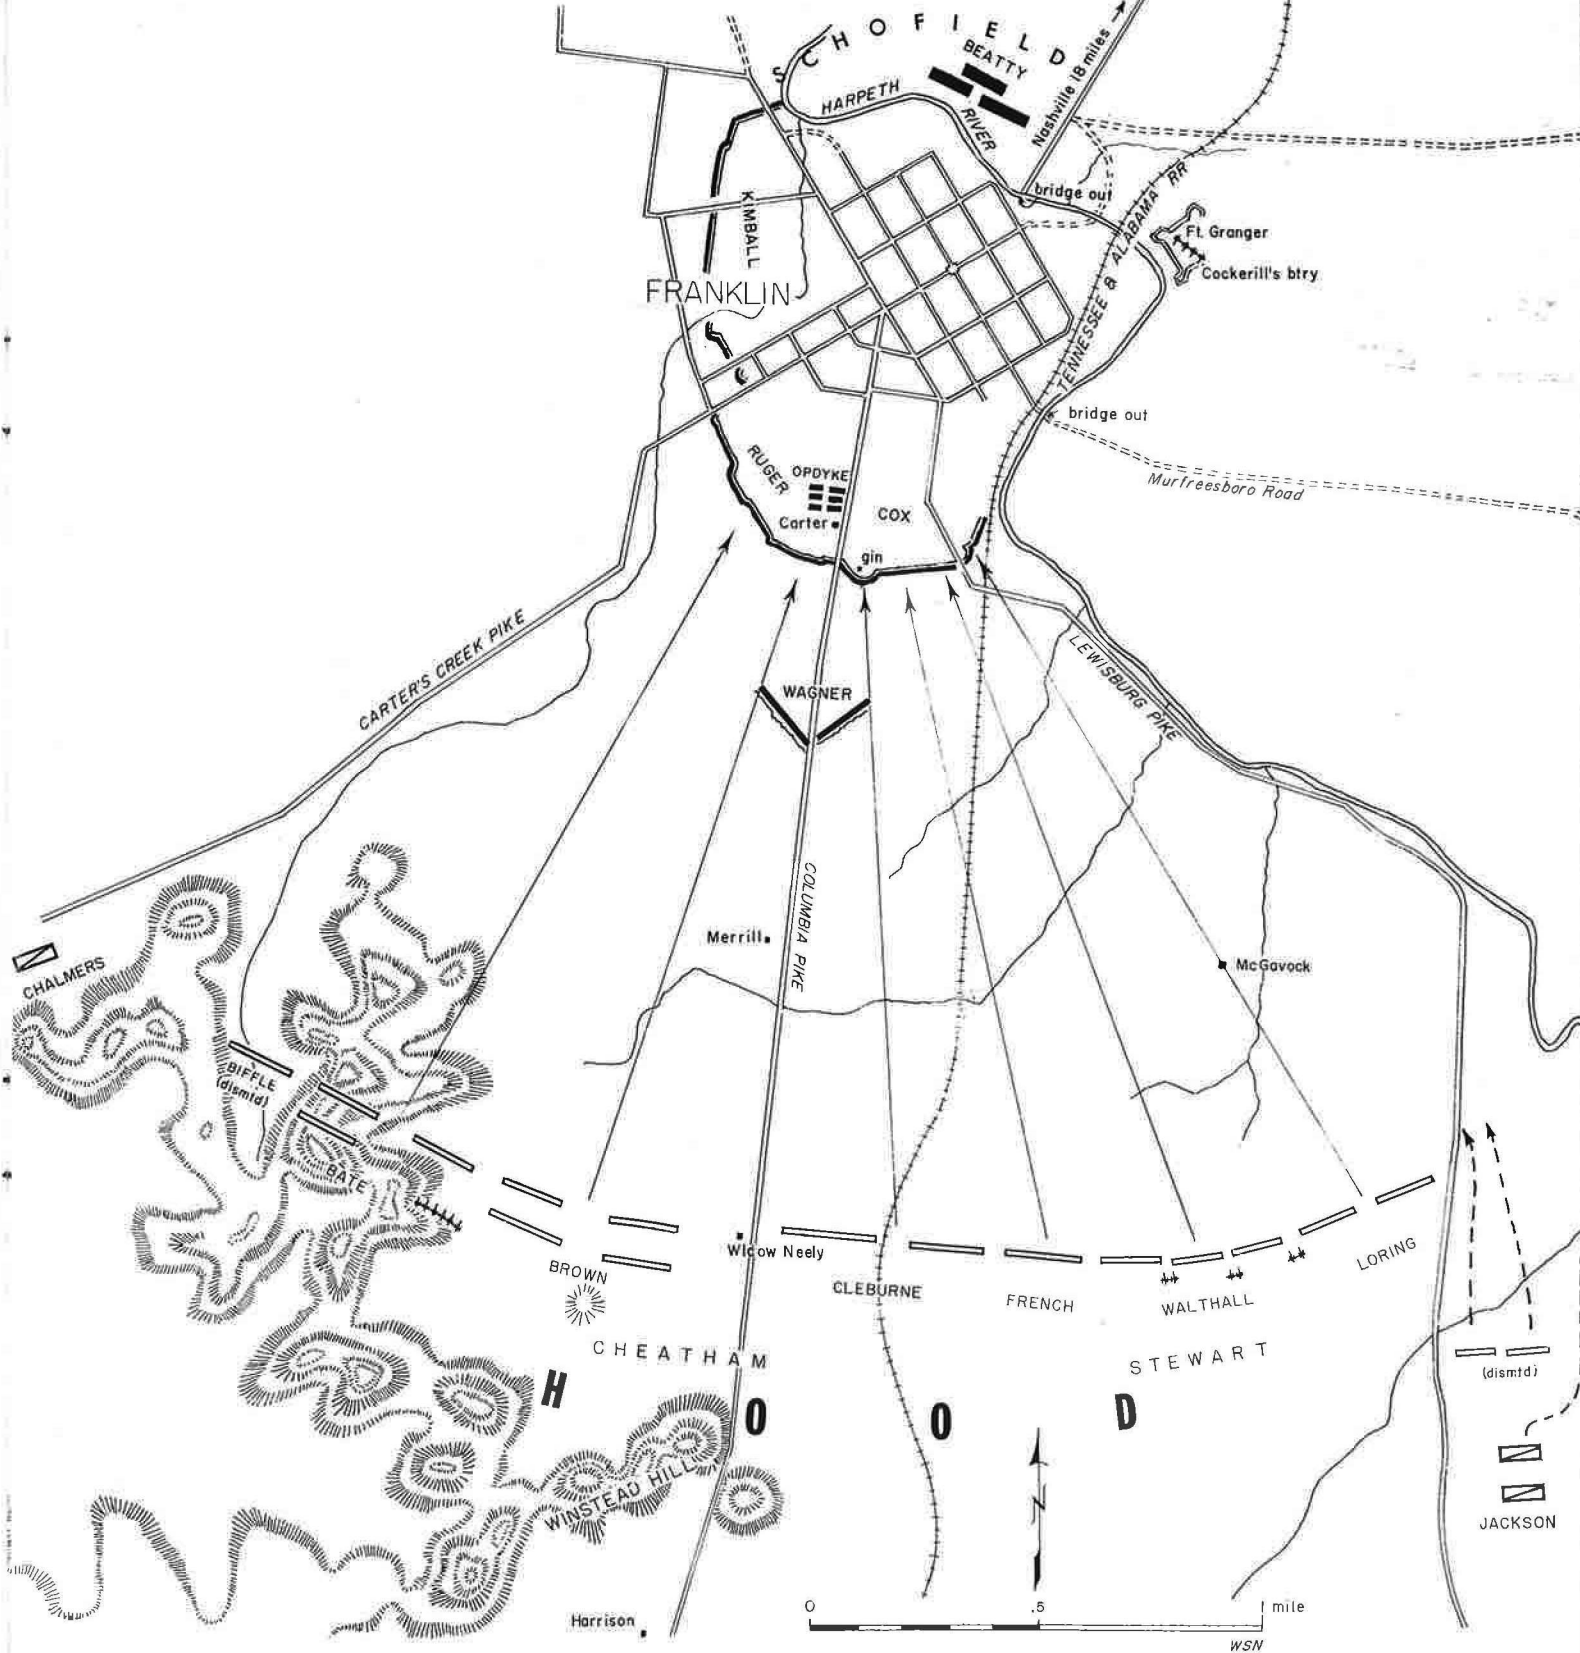 SCHOFIELD
BEATTY
Nashville 18 miles
HARPETH
RIVER
bridge out
TENNESSEE & ALABAMA RR
Ft. Granger
Cockerill's btry
KIMBALL
FRANKLIN
bridge out
Murfreesboro Road
RUGER
OPDYKE
Carter
COX
gin
CARTER'S CREEK PIKE
LEWISBURG PIKE
WAGNER
COLUMBIA PIKE
Merrill
McGavock
CHALMERS
BIFFLE
(dismtd)
BATE
Widow Neely
BROWN
CLEBURNE
FRENCH
WALTHALL
LORING
CHEATHAM
STEWART
(dismtd)
HOOD
WINSTEAD HILL
N
JACKSON
Harrison
0 .5 1 mile
WSN